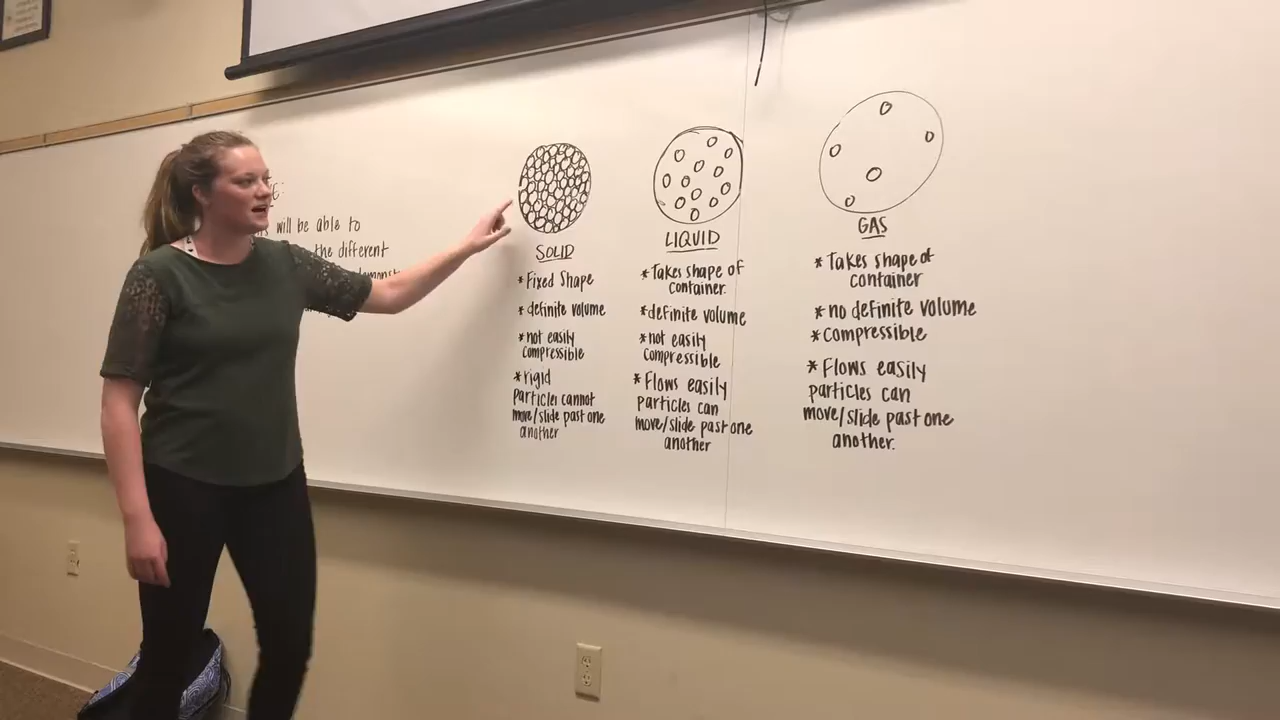 E:
will be able to
the different
SOLID
*Fixed Shape
*definite volume
*not easily
compressible
*rigid
particles cannot
move/slide past one
another
LIQUID
*Takes shape of
container.
*definite volume
*not easily
compressible
*Flows easily
particles can
move/slide past one
another
GAS
*Takes shape of
container
*no definite volume
*compressible
*Flows easily
particles can
move/slide past one
another.